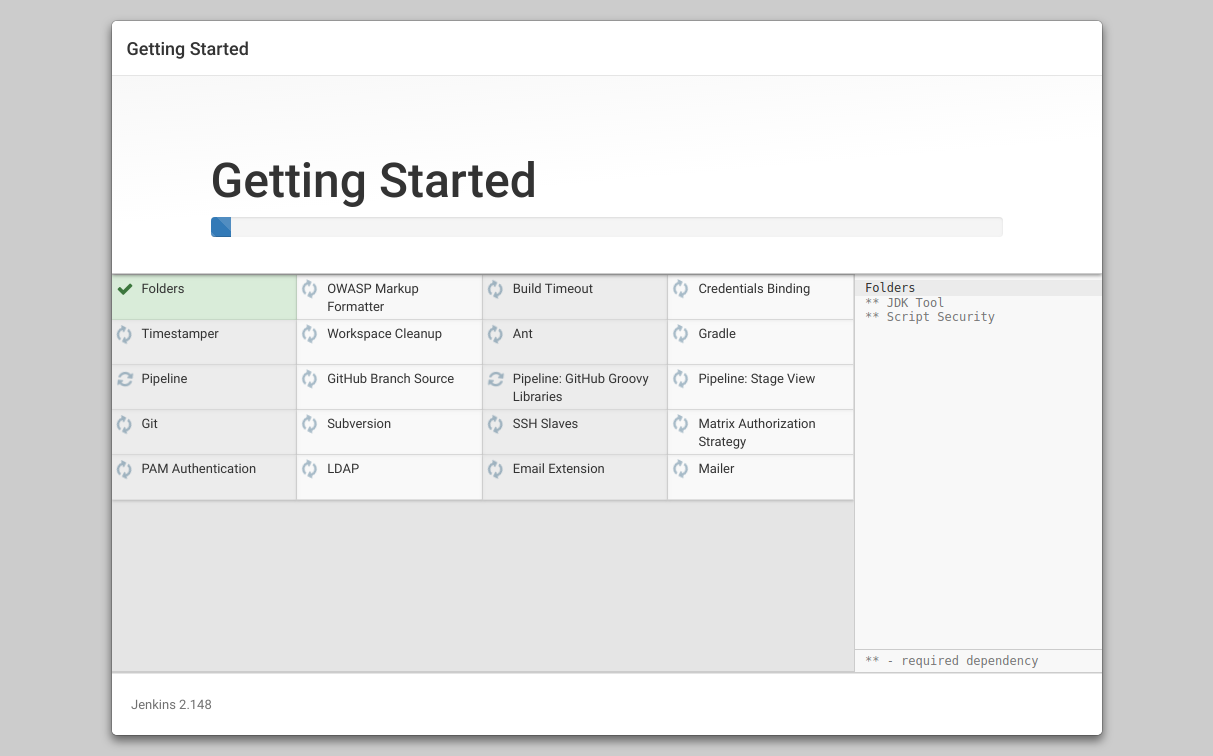 Getting Started
Getting Started
Folders
OWASP Markup
Formatter
Build Timeout
Credentials Binding
Timestamper
Workspace Cleanup
Ant
Gradle
Pipeline
GitHub Branch Source
Pipeline: GitHub Groovy
Libraries
Pipeline: Stage View
Git
Subversion
SSH Slaves
Matrix Authorization
Strategy
PAM Authentication
LDAP
Email Extension
Mailer
Folders
** JDK Tool
** Script Security
** - required dependency
Jenkins 2.148